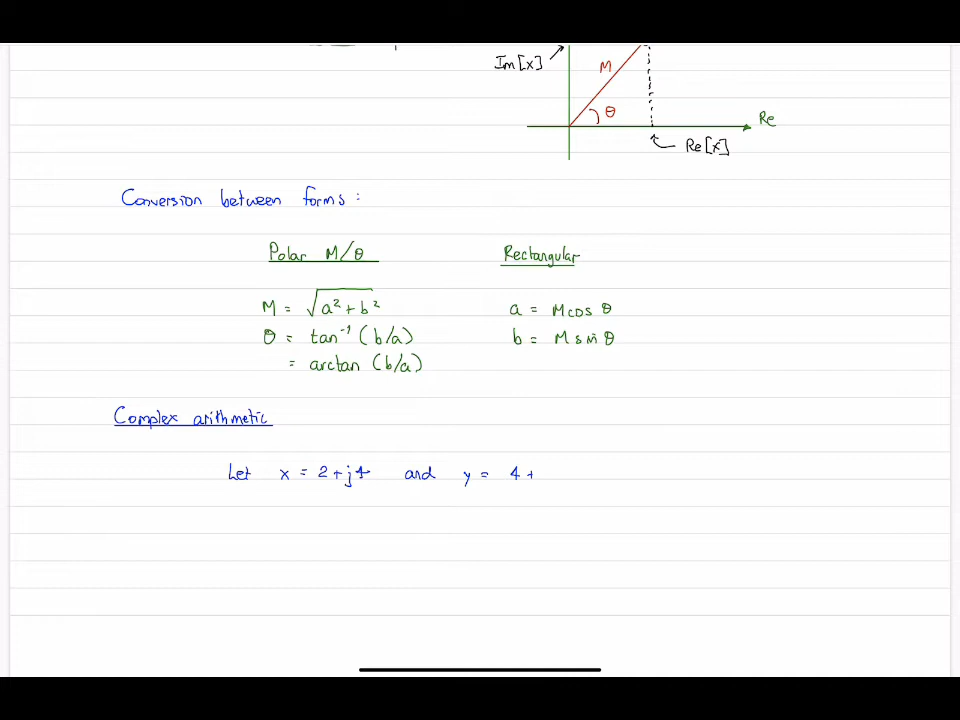 Im[x]
M
θ
Re
Re[x]
Conversion between forms :
Polar M/θ
Rectangular
M = √a² + b²
a = M cos θ
θ = tan⁻¹ (b/a)
b = M sin θ
= arctan (b/a)
Complex arithmetic
Let x = 2 + j4 and y = 4 +